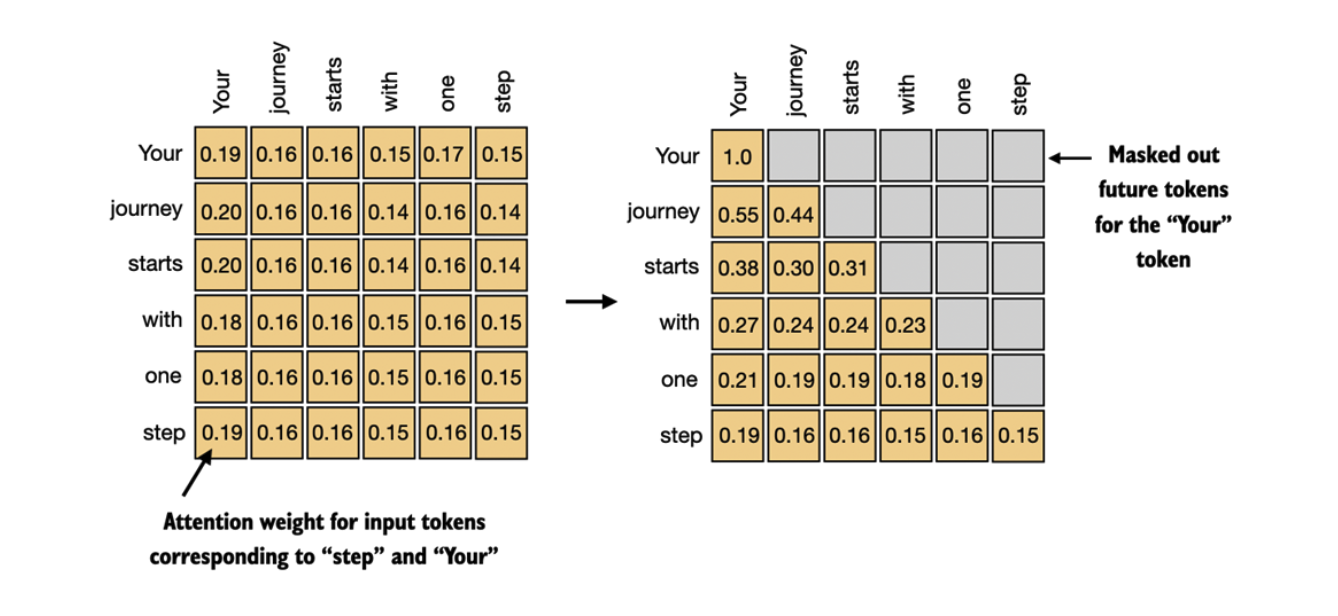 Your journey starts with one step
Your 0.19 0.16 0.16 0.15 0.17 0.15
journey 0.20 0.16 0.16 0.14 0.16 0.14
starts 0.20 0.16 0.16 0.14 0.16 0.14
with 0.18 0.16 0.16 0.15 0.16 0.15
one 0.18 0.16 0.16 0.15 0.16 0.15
step 0.19 0.16 0.16 0.15 0.16 0.15
Attention weight for input tokens
corresponding to “step” and “Your”
Your journey starts with one step
Your 1.0
journey 0.55 0.44
starts 0.38 0.30 0.31
with 0.27 0.24 0.24 0.23
one 0.21 0.19 0.19 0.18 0.19
step 0.19 0.16 0.16 0.15 0.16 0.15
Masked out
future tokens
for the “Your”
token